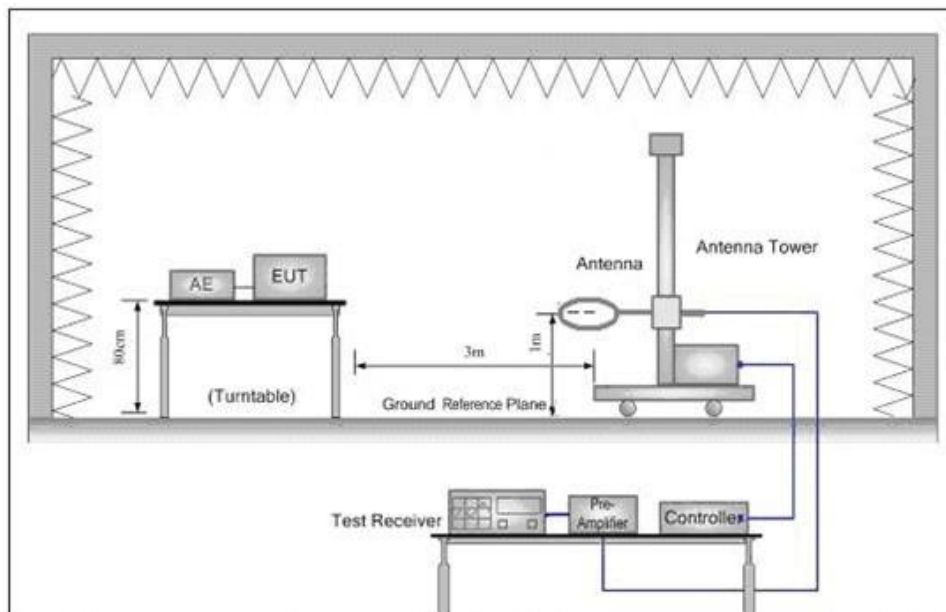 Antenna Tower
Antenna
AE
EUT
80cm
1m
3m
(Turntable)
Ground Reference Plane
Test Receiver
Pre-
Amplifier
Controller